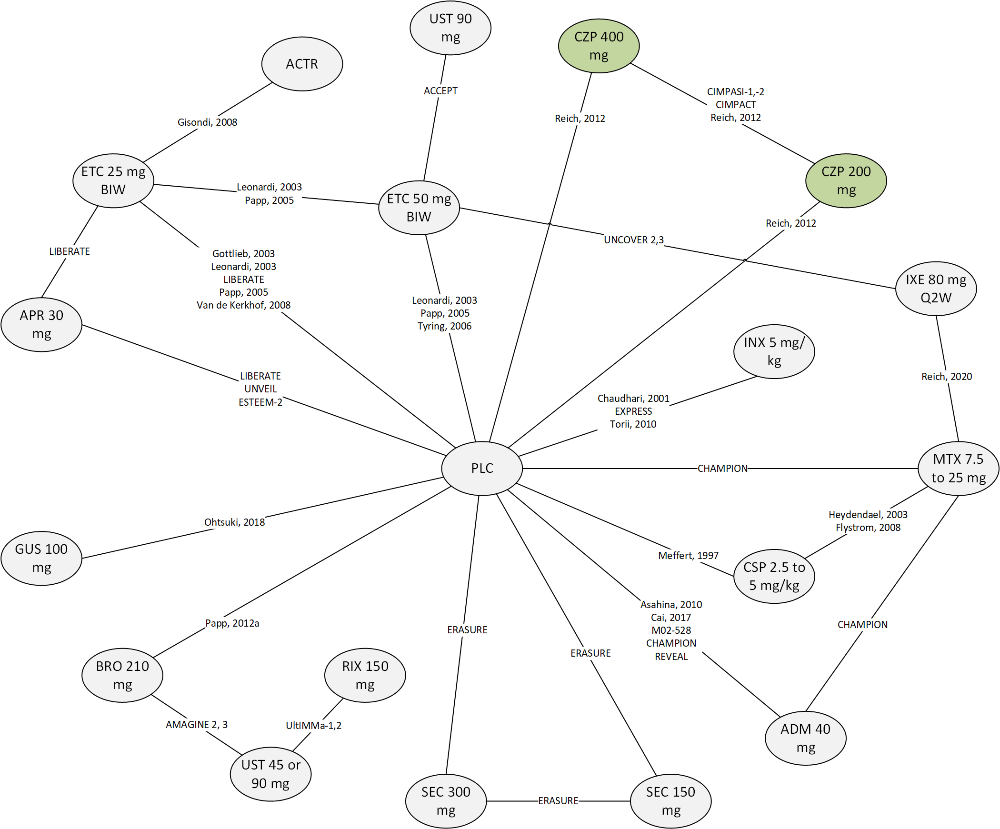 UST 90
mg
CZP 400
mg
ACTR
ACCEPT
CIMPASI-1,-2
CIMPACT
Reich, 2012
Reich, 2012
Gisondi, 2008
ETC 25 mg
BIW
Leonardi, 2003
Papp, 2005
ETC 50 mg
BIW
CZP 200
mg
Reich, 2012
UNCOVER 2,3
LIBERATE
Gottlieb, 2003
Leonardi, 2003
LIBERATE
Papp, 2005
Van de Kerkhof, 2008
Leonardi, 2003
Papp, 2005
Tyring, 2006
IXE 80 mg
Q2W
APR 30
mg
INX 5 mg/
kg
LIBERATE
UNVEIL
ESTEEM-2
Chaudhari, 2001
EXPRESS
Torii, 2010
Reich, 2020
PLC
CHAMPION
MTX 7.5
to 25 mg
Ohtsuki, 2018
Heydendael, 2003
Flystrom, 2008
GUS 100
mg
Meffert, 1997
CSP 2.5 to
5 mg/kg
Papp, 2012a
ERASURE
ERASURE
Asahina, 2010
Cai, 2017
M02-528
CHAMPION
REVEAL
CHAMPION
BRO 210
mg
RIX 150
mg
AMAGINE 2, 3
UltIMMa-1,2
ADM 40
mg
UST 45 or
90 mg
SEC 300
mg
ERASURE
SEC 150
mg